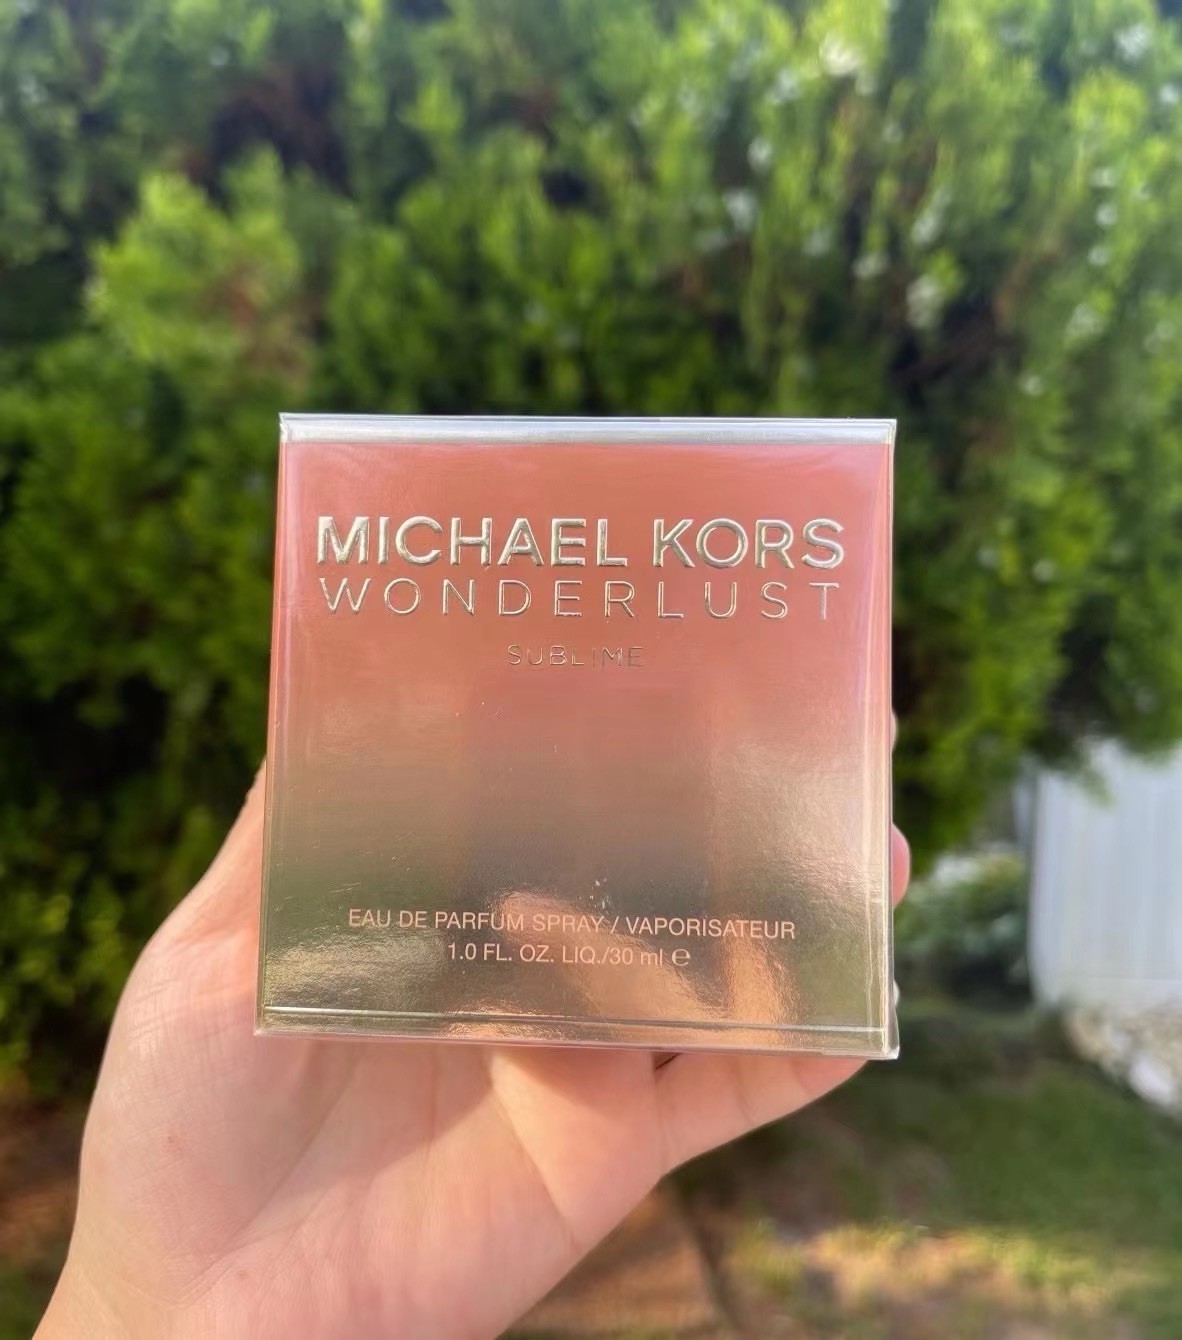 MICHAEL KORS
WONDERLUST
SUBLIME
EAU DE PARFUM SPRAY / VAPORISATEUR
1.0 FL. OZ. LIQ./30 ml ℮